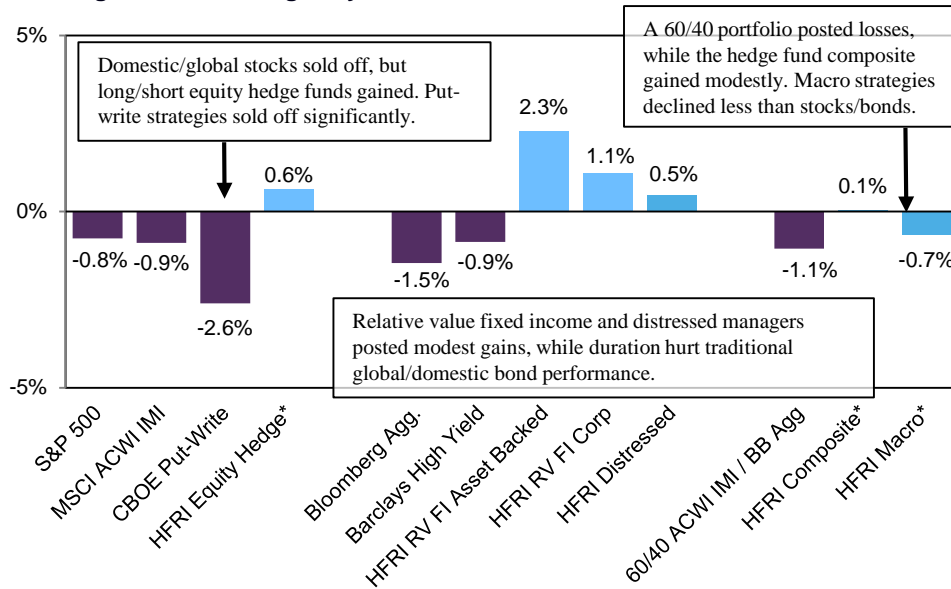 5%
Domestic/global stocks sold off, but
long/short equity hedge funds gained. Put-
write strategies sold off significantly.
A 60/40 portfolio posted losses,
while the hedge fund composite
gained modestly. Macro strategies
declined less than stocks/bonds.
2.3%
1.1%
0.6%
0.5%
0.1%
0%
-0.8%
-0.9%
-2.6%
-1.5%
-0.9%
-1.1%
-0.7%
Relative value fixed income and distressed managers
posted modest gains, while duration hurt traditional
global/domestic bond performance.
-5%
S&P 500
MSCI ACWI IMI
CBOE Put-Write
HFRI Equity Hedge*
Bloomberg Agg.
Barclays High Yield
HFRI RV FI Asset Backed
HFRI RV FI Corp
HFRI Distressed
60/40 ACWI IMI / BB Agg
HFRI Composite*
HFRI Macro*